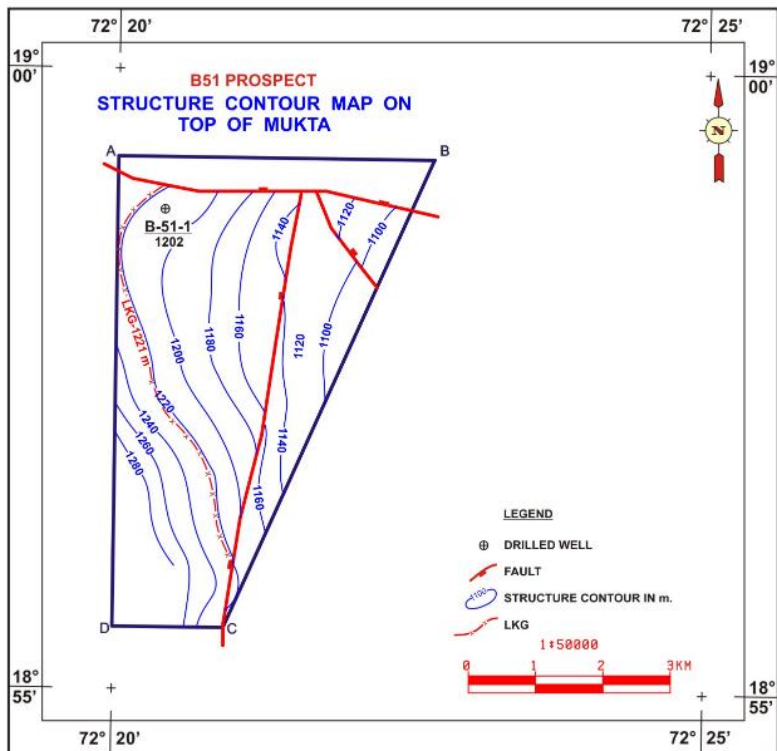 72° 20'
72° 25'
19°
00'
19°
00'
B51 PROSPECT
STRUCTURE CONTOUR MAP ON
TOP OF MUKTA
N
A
B
B-51-1
1202
1140
1120
1100
LKG-1221 m
1200
1180
1160
1120
1100
1220
1240
1260
1280
1140
1160
D
C
LEGEND
DRILLED WELL
FAULT
1100
STRUCTURE CONTOUR IN m.
LKG
1:50000
0 1 2 3KM
18°
55'
18°
55'
72° 20'
72° 25'